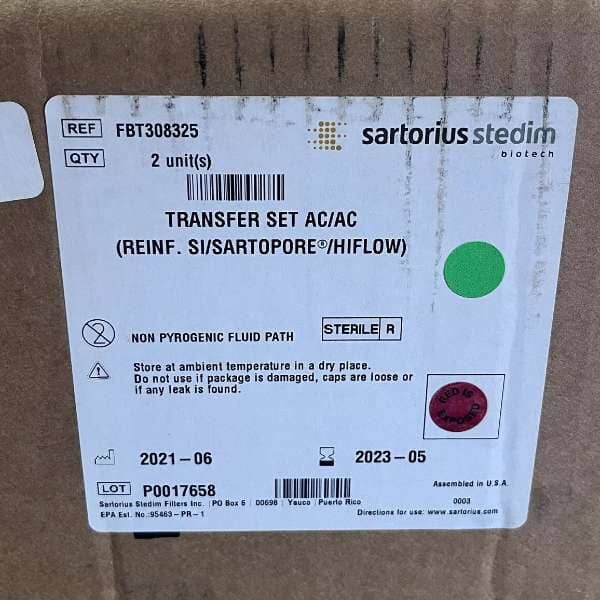 REF FBT308325
sartorius stedim
biotech
QTY 2 unit(s)
TRANSFER SET AC/AC
(REINF. SI/SARTOPORE®/HIFLOW)
2
NON PYROGENIC FLUID PATH
STERILE R
Store at ambient temperature in a dry place.
Do not use if package is damaged, caps are loose or
if any leak is found.
RED IS
EXPOSED
2021-06
2023-05
LOT P0017658
Assembled in U.S.A.
Sartorius Stedim Filters Inc. PO Box 6 00698 Yauco Puerto Rico
0003
EPA Est. No.:95463-PR-1
Directions for use: www.sartorius.com